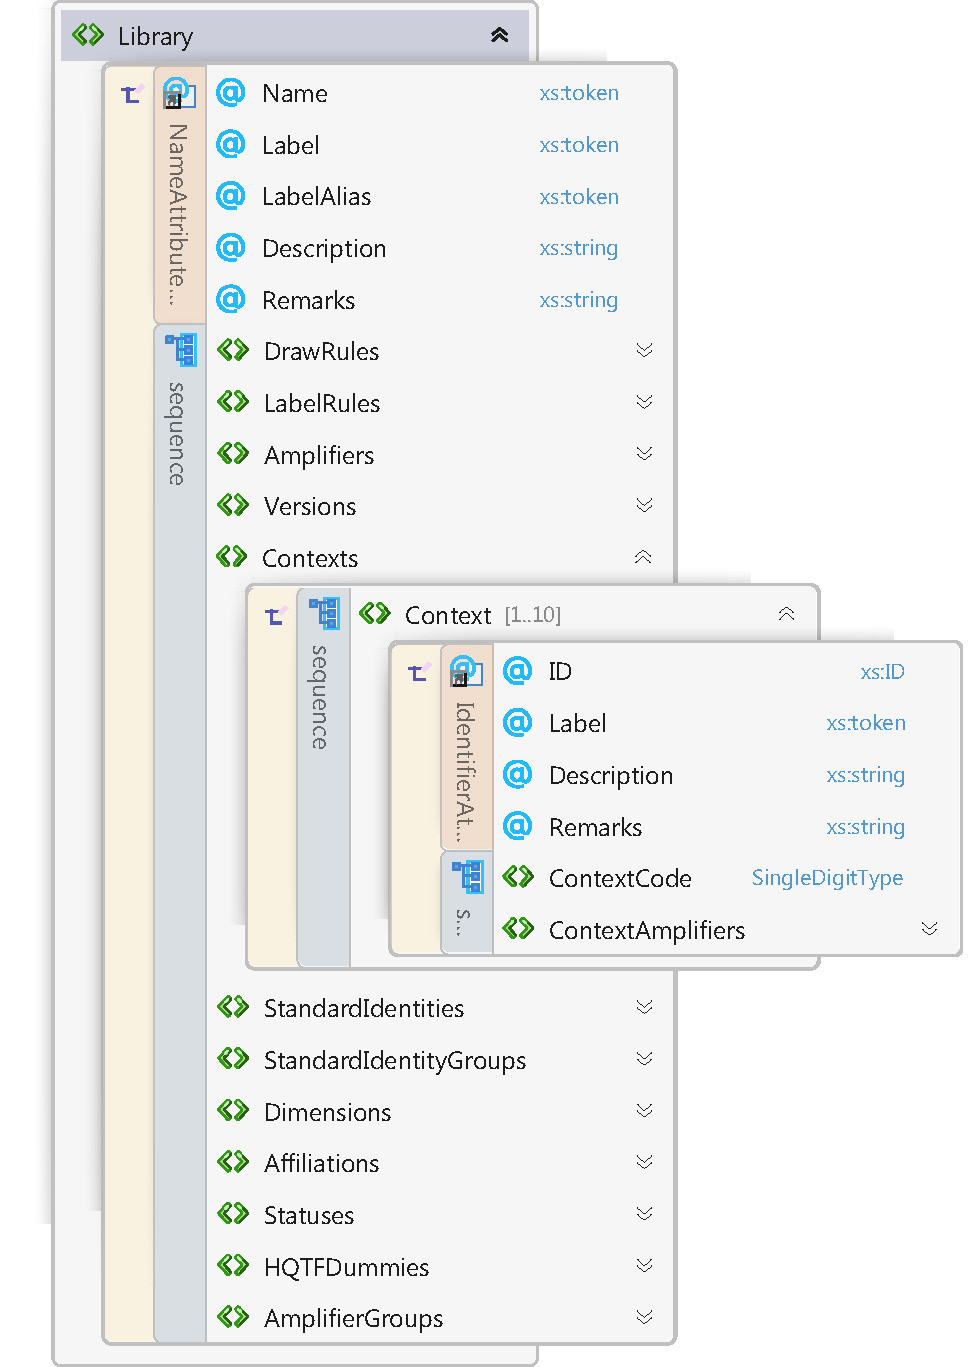 Library
NameAttribute...
Name xs:token
Label xs:token
LabelAlias xs:token
Description xs:string
Remarks xs:string
sequence
DrawRules
LabelRules
Amplifiers
Versions
Contexts
sequence
Context [1..10]
IdentifierAt...
ID xs:ID
Label xs:token
Description xs:string
Remarks xs:string
s...
ContextCode SingleDigitType
ContextAmplifiers
StandardIdentities
StandardIdentityGroups
Dimensions
Affiliations
Statuses
HQTFDummies
AmplifierGroups